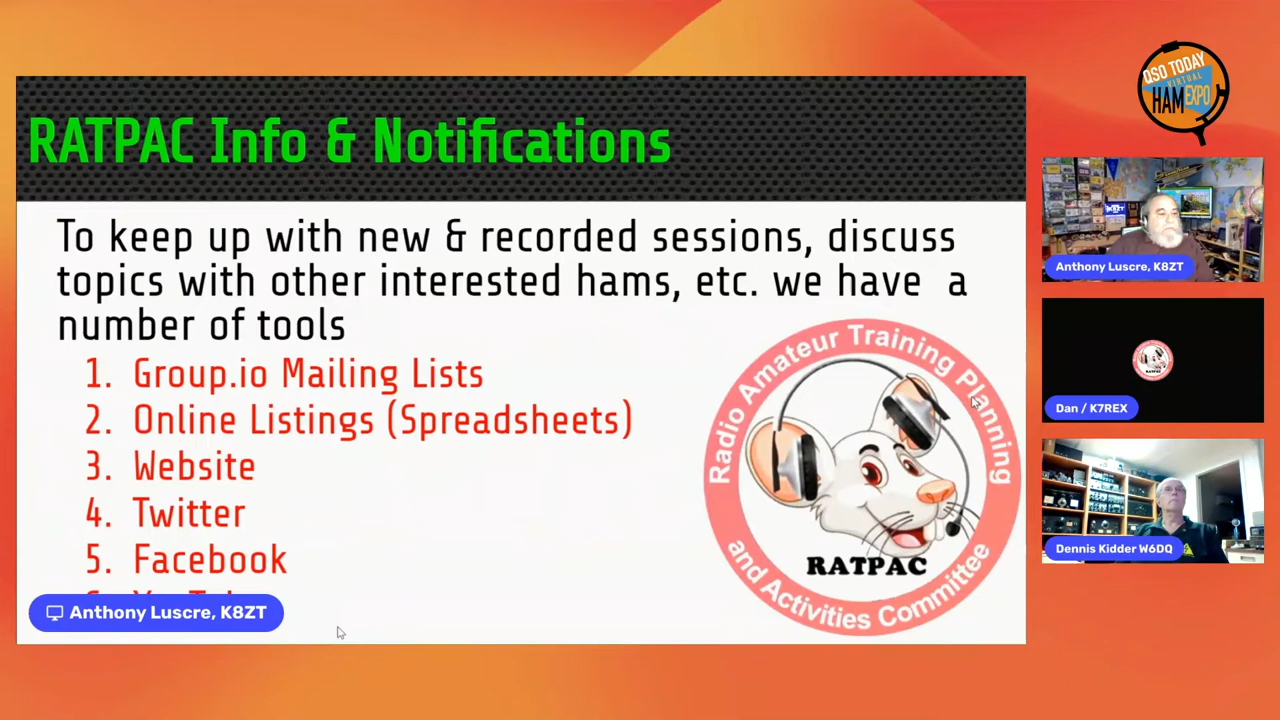 RATPAC Info & Notifications
To keep up with new & recorded sessions, discuss
topics with other interested hams, etc. we have a
number of tools
1. Group.io Mailing Lists
2. Online Listings (Spreadsheets)
3. Website
4. Twitter
5. Facebook
Anthony Luscre, K8ZT
Radio Amateur Training Planning
and Activities Committee
RATPAC
QSO TODAY
VIRTUAL
HAM EXPO
Anthony Luscre, K8ZT
RATPAC
Dan / K7REX
Dennis Kidder W6DQ